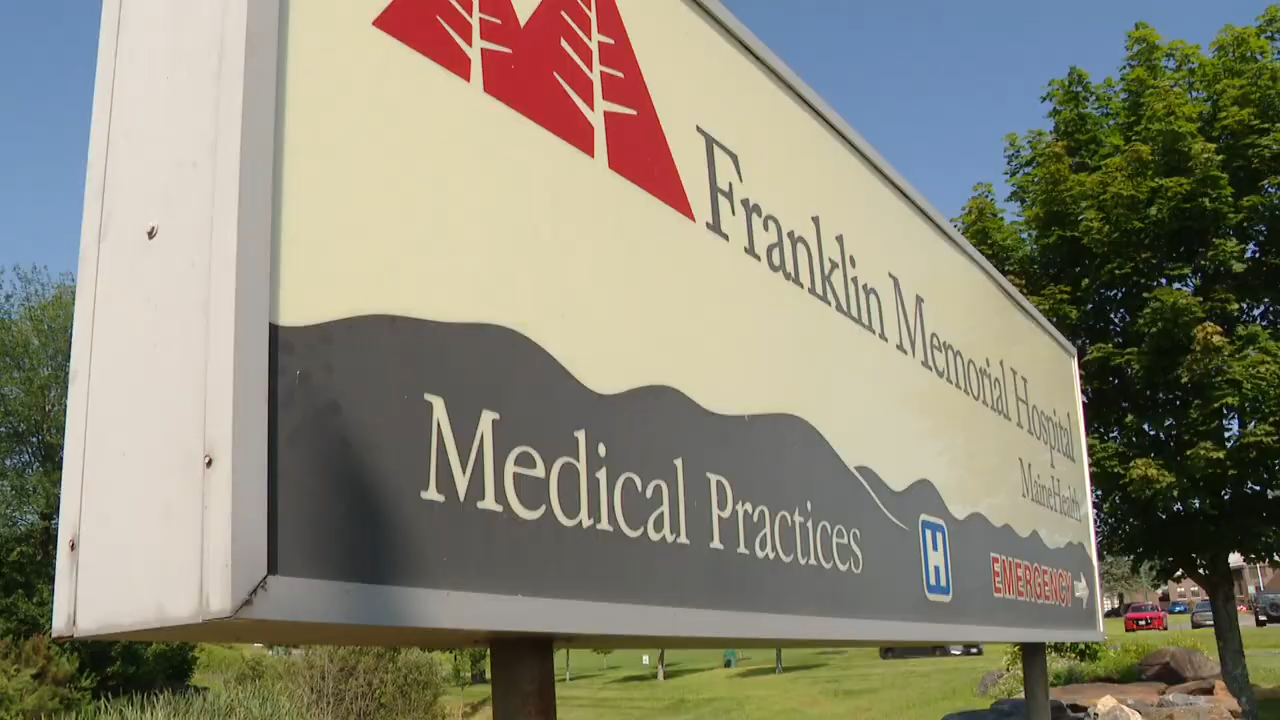 Franklin Memorial Hospital
MaineHealth
Medical Practices
H
EMERGENCY